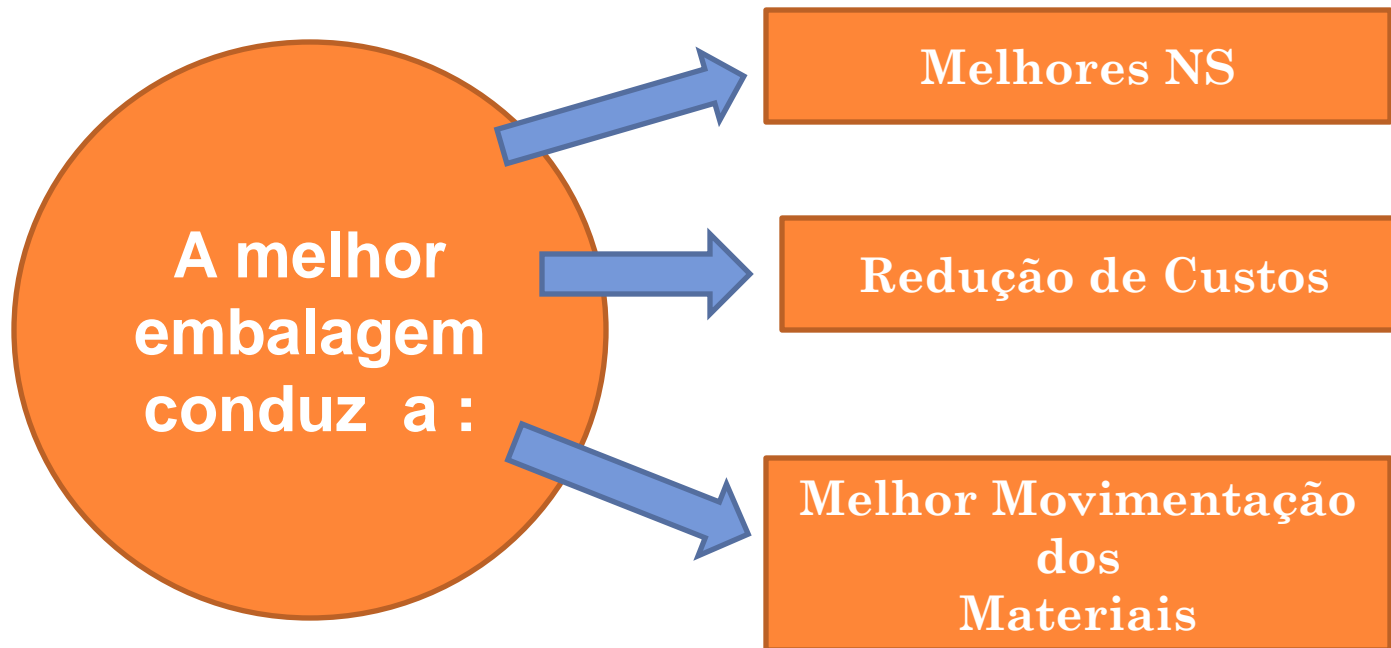 A melhor
embalagem
conduz  a :
Melhores NS
Redução de Custos
Melhor Movimentação
dos
Materiais